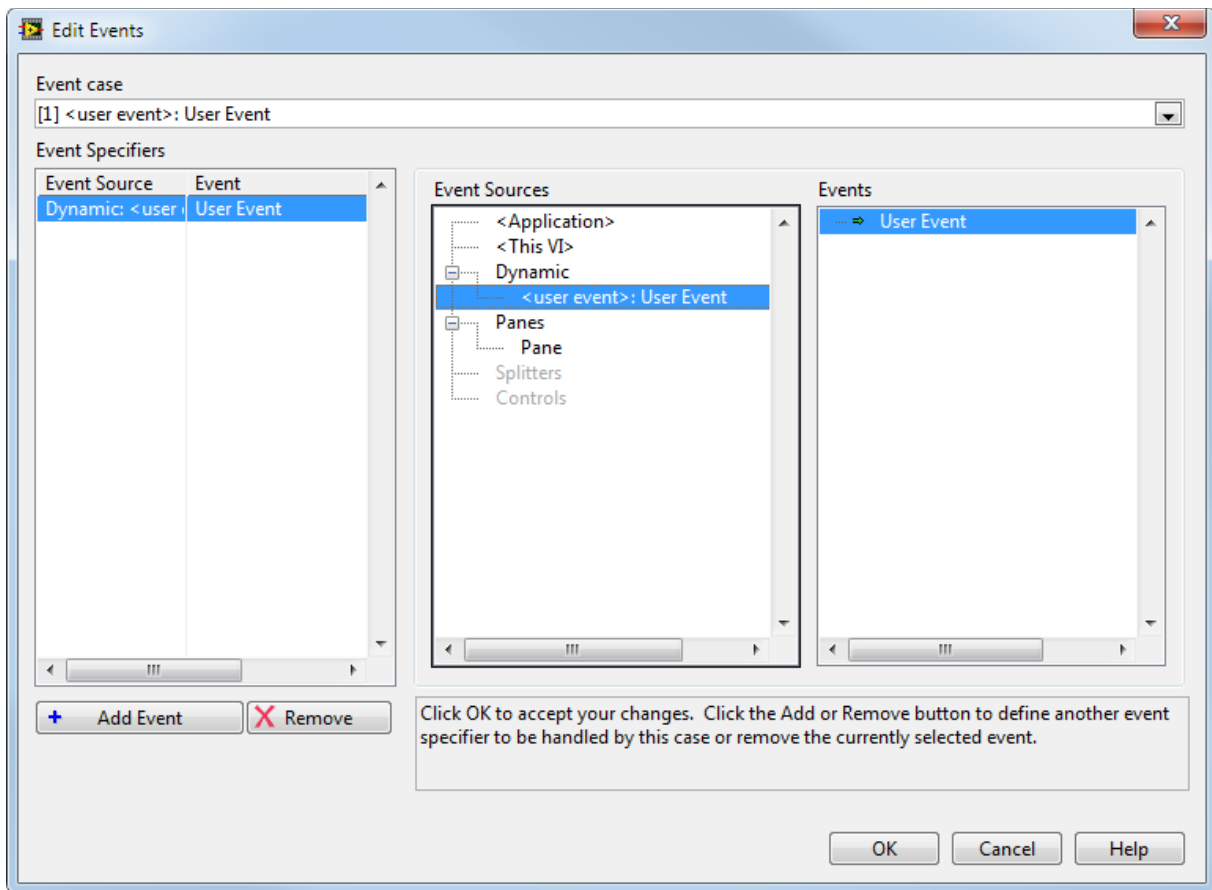 Edit Events
Event case
[1] <user event>: User Event
Event Specifiers
Event Source Event
Dynamic: <user User Event
Event Sources
<Application>
<This VI>
Dynamic
<user event>: User Event
Panes
Pane
Splitters
Controls
Events
User Event
Add Event
Remove
Click OK to accept your changes. Click the Add or Remove button to define another event
specifier to be handled by this case or remove the currently selected event.
OK Cancel Help